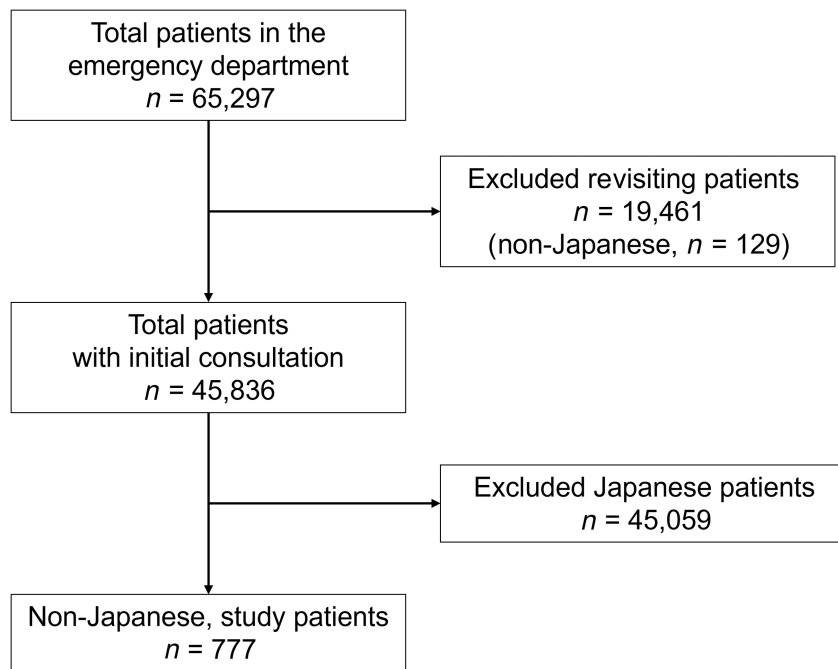 Total patients in the
emergency department
n = 65,297
Excluded revisiting patients
n = 19,461
(non-Japanese, n = 129)
Total patients
with initial consultation
n = 45,836
Excluded Japanese patients
n = 45,059
Non-Japanese, study patients
n = 777